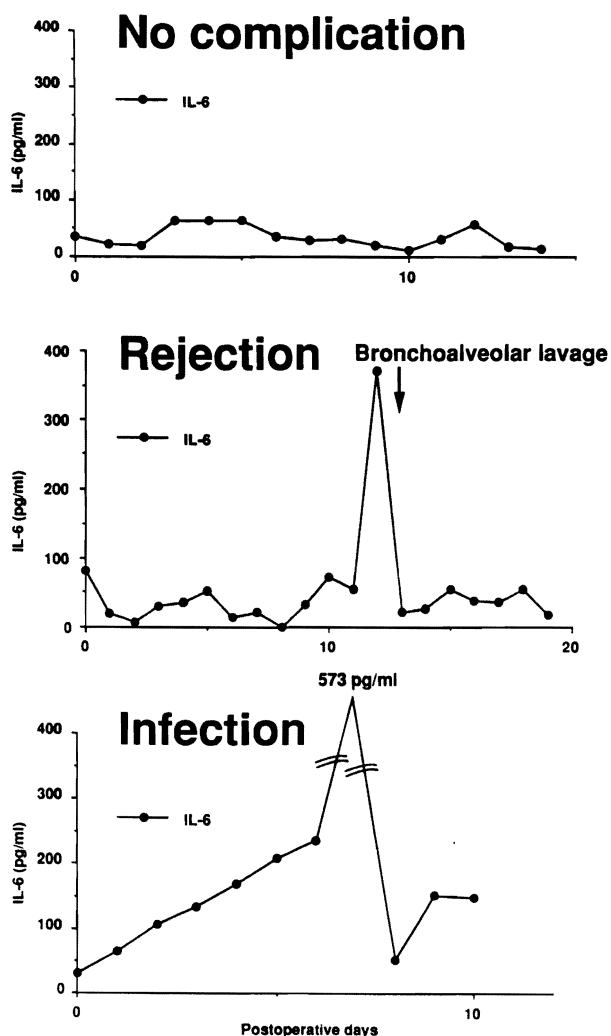 No complication
400
300
200
100
0
IL-6 (pg/ml)
IL-6
0
10
Rejection
Bronchoalveolar lavage
400
300
200
100
0
IL-6 (pg/ml)
IL-6
0
10
20
573 pg/ml
Infection
400
300
200
100
0
IL-6 (pg/ml)
IL-6
0
10
Postoperative days